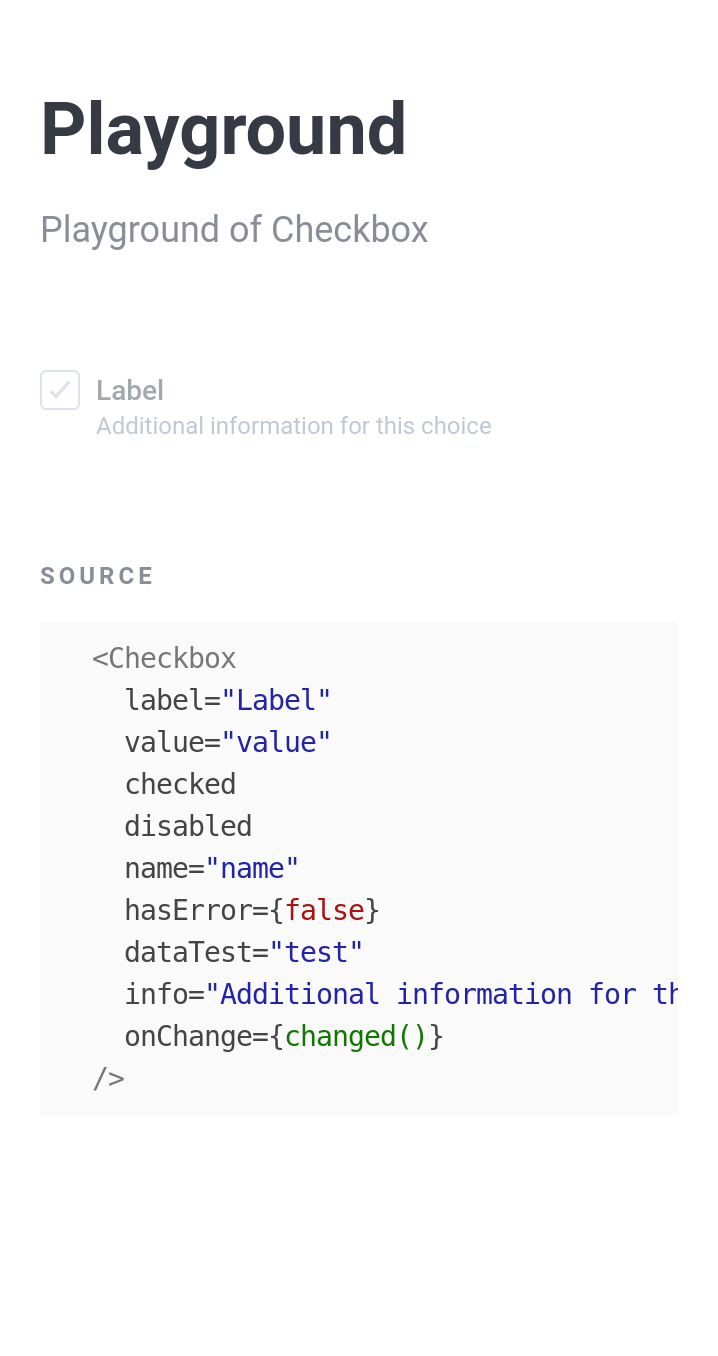 Playground
Playground of Checkbox
Label
Additional information for this choice
SOURCE
<Checkbox
label="Label"
value="value"
checked
disabled
name="name"
hasError={false}
dataTest="test"
info="Additional information for th
onChange={changed()}
/>